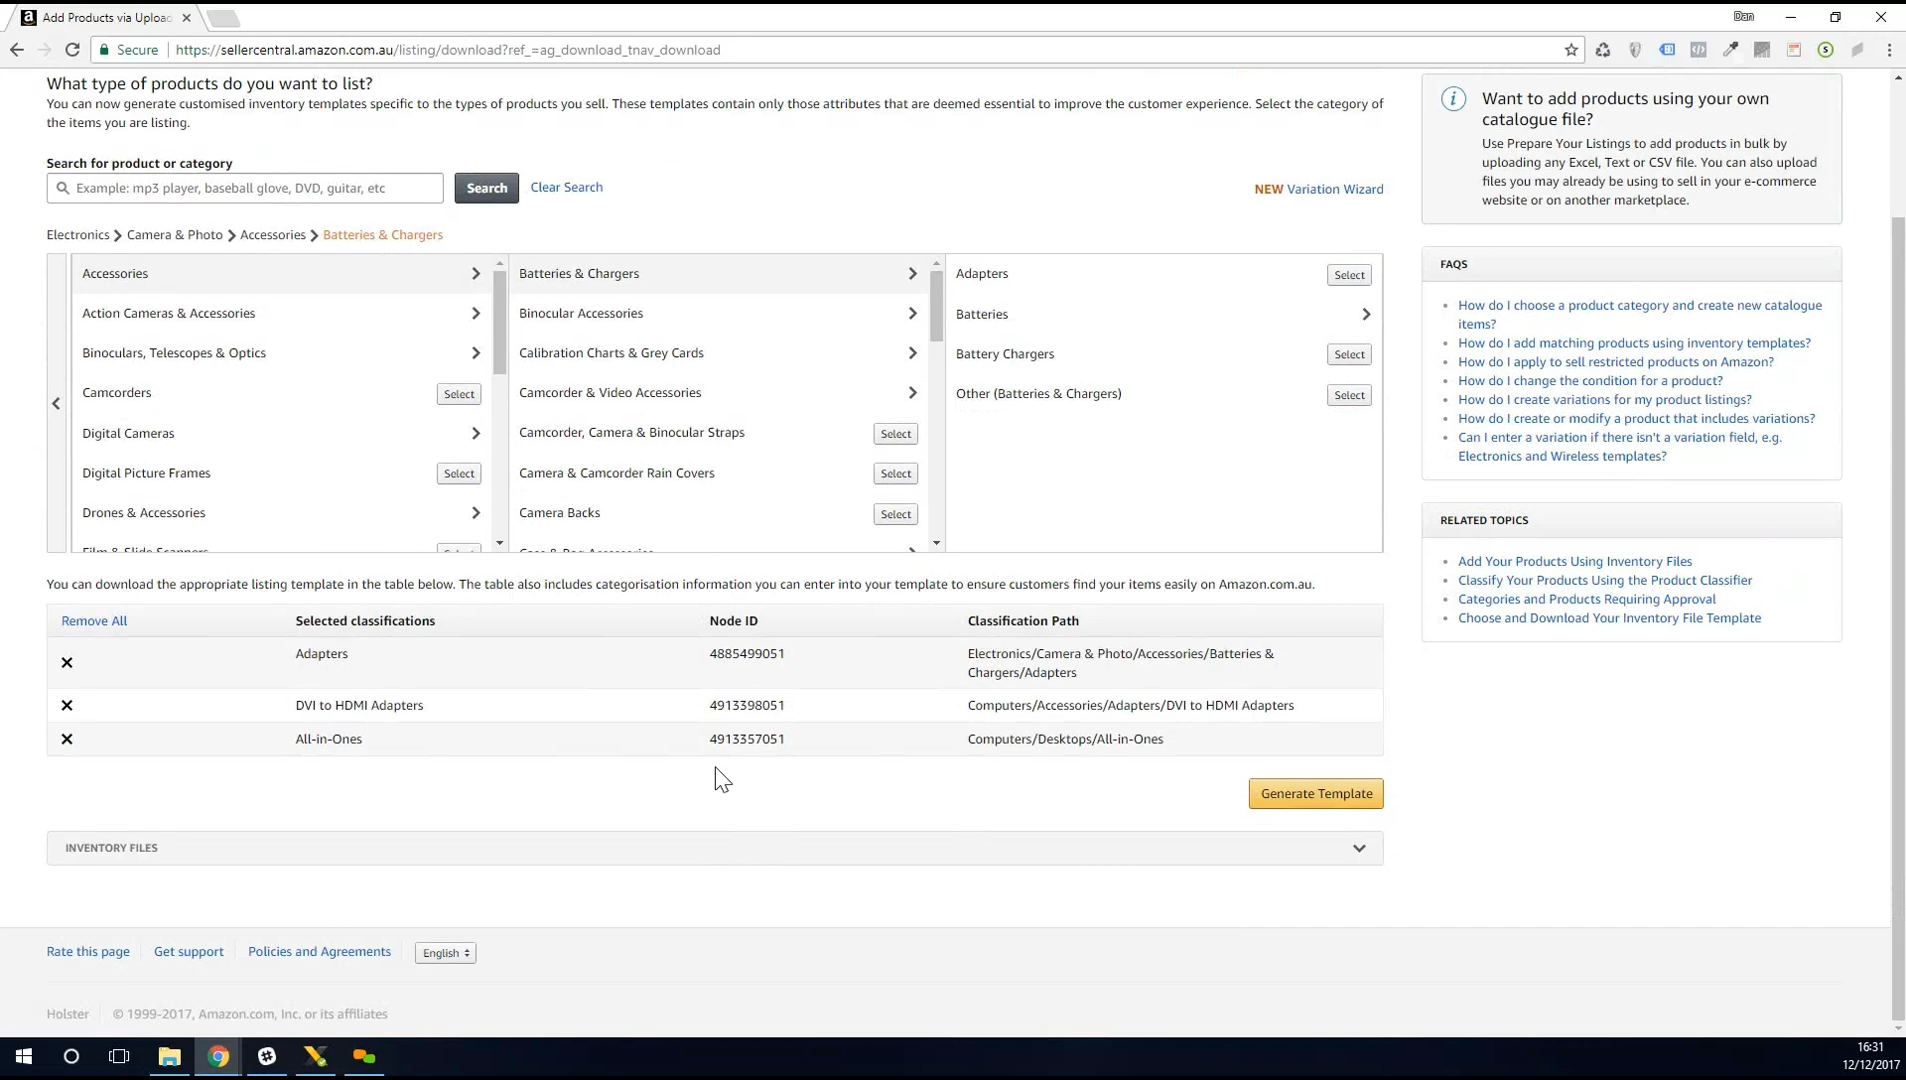 Add Products via Upload
Dan
Secure
https://sellercentral.amazon.com.au/listing/download?ref_=ag_download_tnav_download
What type of products do you want to list?
You can now generate customised inventory templates specific to the types of products you sell. These templates contain only those attributes that are deemed essential to improve the customer experience. Select the category of
the items you are listing.
Search for product or category
Example: mp3 player, baseball glove, DVD, guitar, etc
Search
Clear Search
NEW Variation Wizard
Electronics
Camera & Photo
Accessories
Batteries & Chargers
Accessories
Action Cameras & Accessories
Binoculars, Telescopes & Optics
Camcorders
Select
Digital Cameras
Digital Picture Frames
Select
Drones & Accessories
Film & Slide Scanners
Batteries & Chargers
Binocular Accessories
Calibration Charts & Grey Cards
Camcorder & Video Accessories
Camcorder, Camera & Binocular Straps
Select
Camera & Camcorder Rain Covers
Select
Camera Backs
Select
Case & Bag Accessories
Adapters
Select
Batteries
Battery Chargers
Select
Other (Batteries & Chargers)
Select
You can download the appropriate listing template in the table below. The table also includes categorisation information you can enter into your template to ensure customers find your items easily on Amazon.com.au.
Remove All
Selected classifications
Node ID
Classification Path
Adapters
4885499051
Electronics/Camera & Photo/Accessories/Batteries &
Chargers/Adapters
DVI to HDMI Adapters
4913398051
Computers/Accessories/Adapters/DVI to HDMI Adapters
All-in-Ones
4913357051
Computers/Desktops/All-in-Ones
Generate Template
INVENTORY FILES
Want to add products using your own
catalogue file?
Use Prepare Your Listings to add products in bulk by
uploading any Excel, Text or CSV file. You can also upload
files you may already be using to sell in your e-commerce
website or on another marketplace.
FAQS
How do I choose a product category and create new catalogue
items?
How do I add matching products using inventory templates?
How do I apply to sell restricted products on Amazon?
How do I change the condition for a product?
How do I create variations for my product listings?
How do I create or modify a product that includes variations?
Can I enter a variation if there isn't a variation field, e.g.
Electronics and Wireless templates?
RELATED TOPICS
Add Your Products Using Inventory Files
Classify Your Products Using the Product Classifier
Categories and Products Requiring Approval
Choose and Download Your Inventory File Template
Rate this page
Get support
Policies and Agreements
English
Holster
© 1999-2017, Amazon.com, Inc. or its affiliates
16:31
12/12/2017